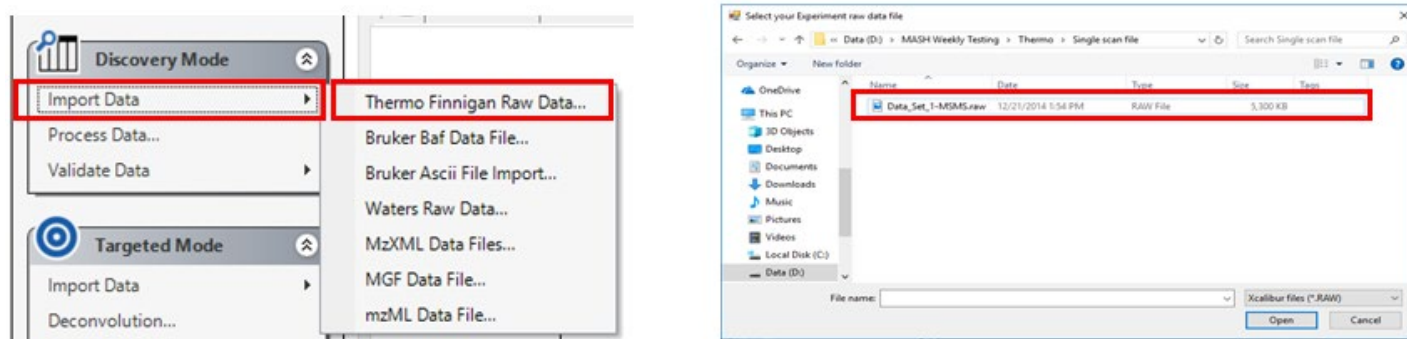 Discovery Mode
Import Data
Process Data...
Validate Data
Targeted Mode
Import Data
Deconvolution...
Thermo Finnigan Raw Data...
Bruker Baf Data File...
Bruker Ascii File Import...
Waters Raw Data...
MzXML Data Files...
MGF Data File...
mzML Data File...
Select your Experiment raw data file
« Data (D:) › MASH Weekly Testing › Thermo › Single scan file
Search Single scan file
Organize New folder
Name Date Type Size Tags
Data_Set_1-MSMS.raw 12/21/2014 1:54 PM RAW File 5,300 KB
OneDrive
This PC
3D Objects
Desktop
Documents
Downloads
Music
Pictures
Videos
Local Disk (C:)
Data (D:)
File name: Xcalibur files (*.RAW)
Open Cancel